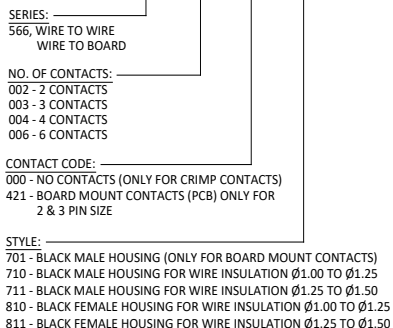 SERIES:
566, WIRE TO WIRE
WIRE TO BOARD
NO. OF CONTACTS:
002 - 2 CONTACTS
003 - 3 CONTACTS
004 - 4 CONTACTS
006 - 6 CONTACTS
CONTACT CODE:
000 - NO CONTACTS (ONLY FOR CRIMP CONTACTS)
421 - BOARD MOUNT CONTACTS (PCB) ONLY FOR
2 & 3 PIN SIZE
STYLE:
701 - BLACK MALE HOUSING (ONLY FOR BOARD MOUNT CONTACTS)
710 - BLACK MALE HOUSING FOR WIRE INSULATION Ø1.00 TO Ø1.25
711 - BLACK MALE HOUSING FOR WIRE INSULATION Ø1.25 TO Ø1.50
810 - BLACK FEMALE HOUSING FOR WIRE INSULATION Ø1.00 TO Ø1.25
811 - BLACK FEMALE HOUSING FOR WIRE INSULATION Ø1.25 TO Ø1.50